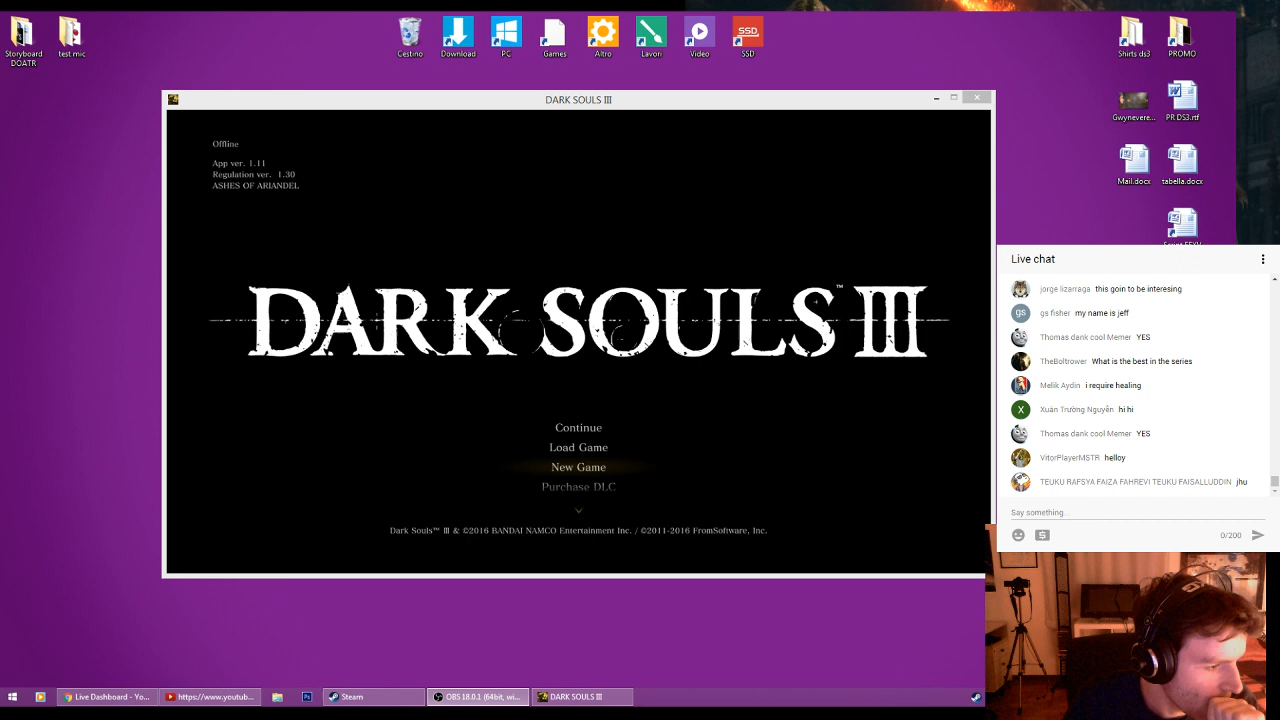 Storyboard
DOATR
test mic
Cestino
Download
PC
Games
Altro
Lavori
Video
SSD
SSD
Shirts ds3
PROMO
Gwynevere...
PR DS3.rtf
Mail.docx
tabella.docx
DARK SOULS III
Offline
App ver. 1.11
Regulation ver. 1.30
ASHES OF ARIANDEL
DARK SOULS III™
Continue
Load Game
New Game
Purchase DLC
Dark Souls™ III & ©2016 BANDAI NAMCO Entertainment Inc. / ©2011-2016 FromSoftware, Inc.
Live chat
jorge lizarraga this goin to be interesing
gs gs fisher my name is jeff
Thomas dank cool Memer YES
TheBoltrower What is the best in the series
Melik Aydin i require healing
X Xuân Trường Nguyễn hi hi
Thomas dank cool Memer YES
VitorPlayerMSTR helloy
TEUKU RAFSYA FAIZA FAHREVI TEUKU FAISALLUDDIN jhu
Say something...
0/200
Live Dashboard - Yo...
https://www.youtub...
Steam
OBS 18.0.1 (64bit, wi...
DARK SOULS III